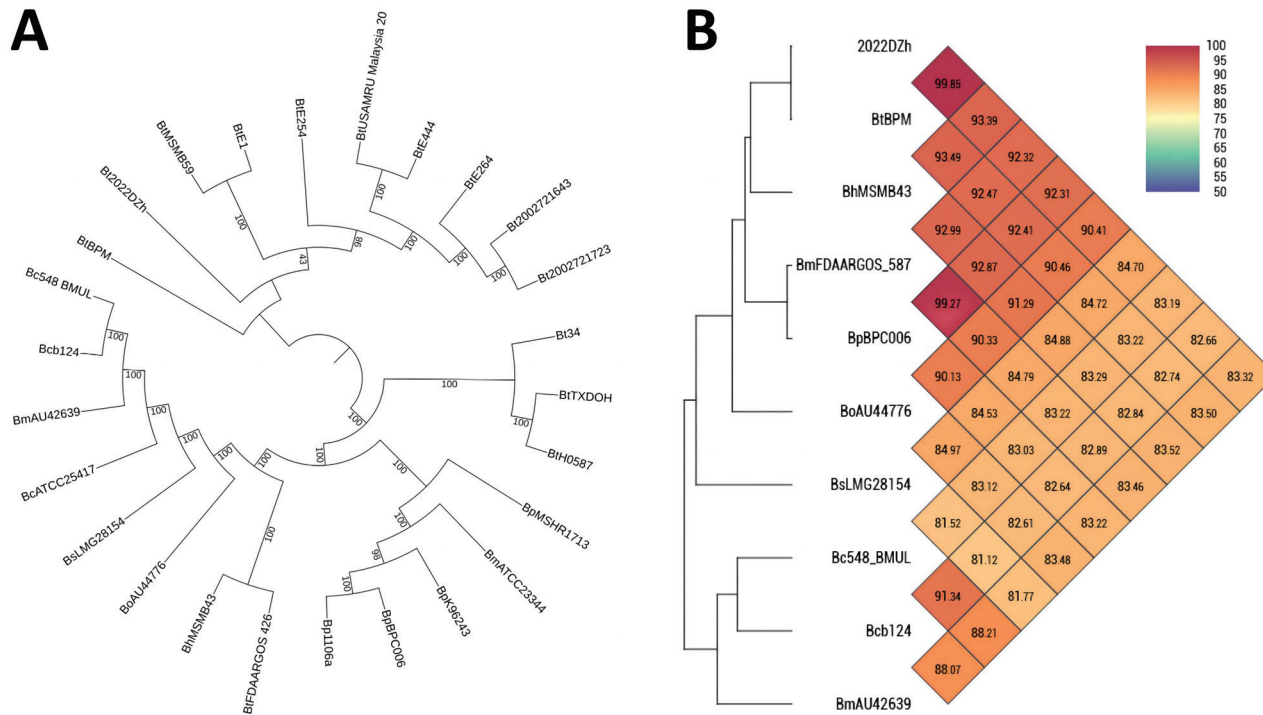 A
BtUSAMRU Malaysia 20
BtE254
BtE444
BtE1
BtMSMB59
BtE264
Bt2002721643
Bt2022DZh
Bt2002721723
BtBPM
Bc548 BMUL
Bcb124
BmAU42639
BcATCC25417
BsLMG28154
BoAU44776
BhMSMB43
BtFDAARGOS 426
Bp1106a
BpBPC006
BpK96243
BmATCC23344
BpMSHR1713
BtH0587
BtTXDOH
Bt34
100
100
98
100
100
100
43
100
100
100
100
100
100
100
100
100
100
100
100
98
100
B
2022DZh
BtBPM
BhMSMB43
BmFDAARGOS_587
BpBPC006
BoAU44776
BsLMG28154
Bc548_BMUL
Bcb124
BmAU42639
99.85
93.39
93.49 92.32
92.47 92.31
92.99 92.41 90.41
92.87 90.46 84.70
99.27 91.29 84.72 83.19
90.33 84.88 83.22 82.66
90.13 84.79 83.29 82.74 83.32
84.53 83.22 82.84 83.50
84.97 83.03 82.89 83.52
83.12 82.64 83.46
81.52 82.61 83.22
81.12 83.48
91.34 81.77
88.21
88.07
100
95
90
85
80
75
70
65
60
55
50